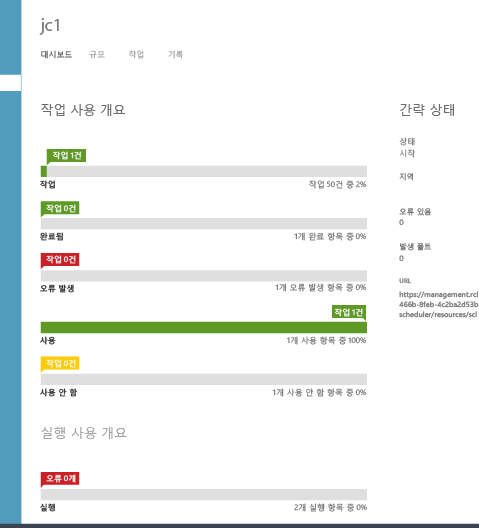 jc1
대시보드 규모 작업 기록
작업 사용 개요
작업 1건
작업 작업 50건 중 2%
작업 0건
완료됨 1개 완료 항목 중 0%
작업 0건
오류 발생 1개 오류 발생 항목 중 0%
작업 1건
사용 1개 사용 항목 중 100%
작업 0건
사용 안 함 1개 사용 안 함 항목 중 0%
실행 사용 개요
오류 0개
실행 2개 실행 항목 중 0%
간략 상태
상태
시작
지역
오류 있음
0
발생 폴트
0
URL
https://management.rcl
466b-8feb-4c2ba2d53b
scheduler/resources/scl